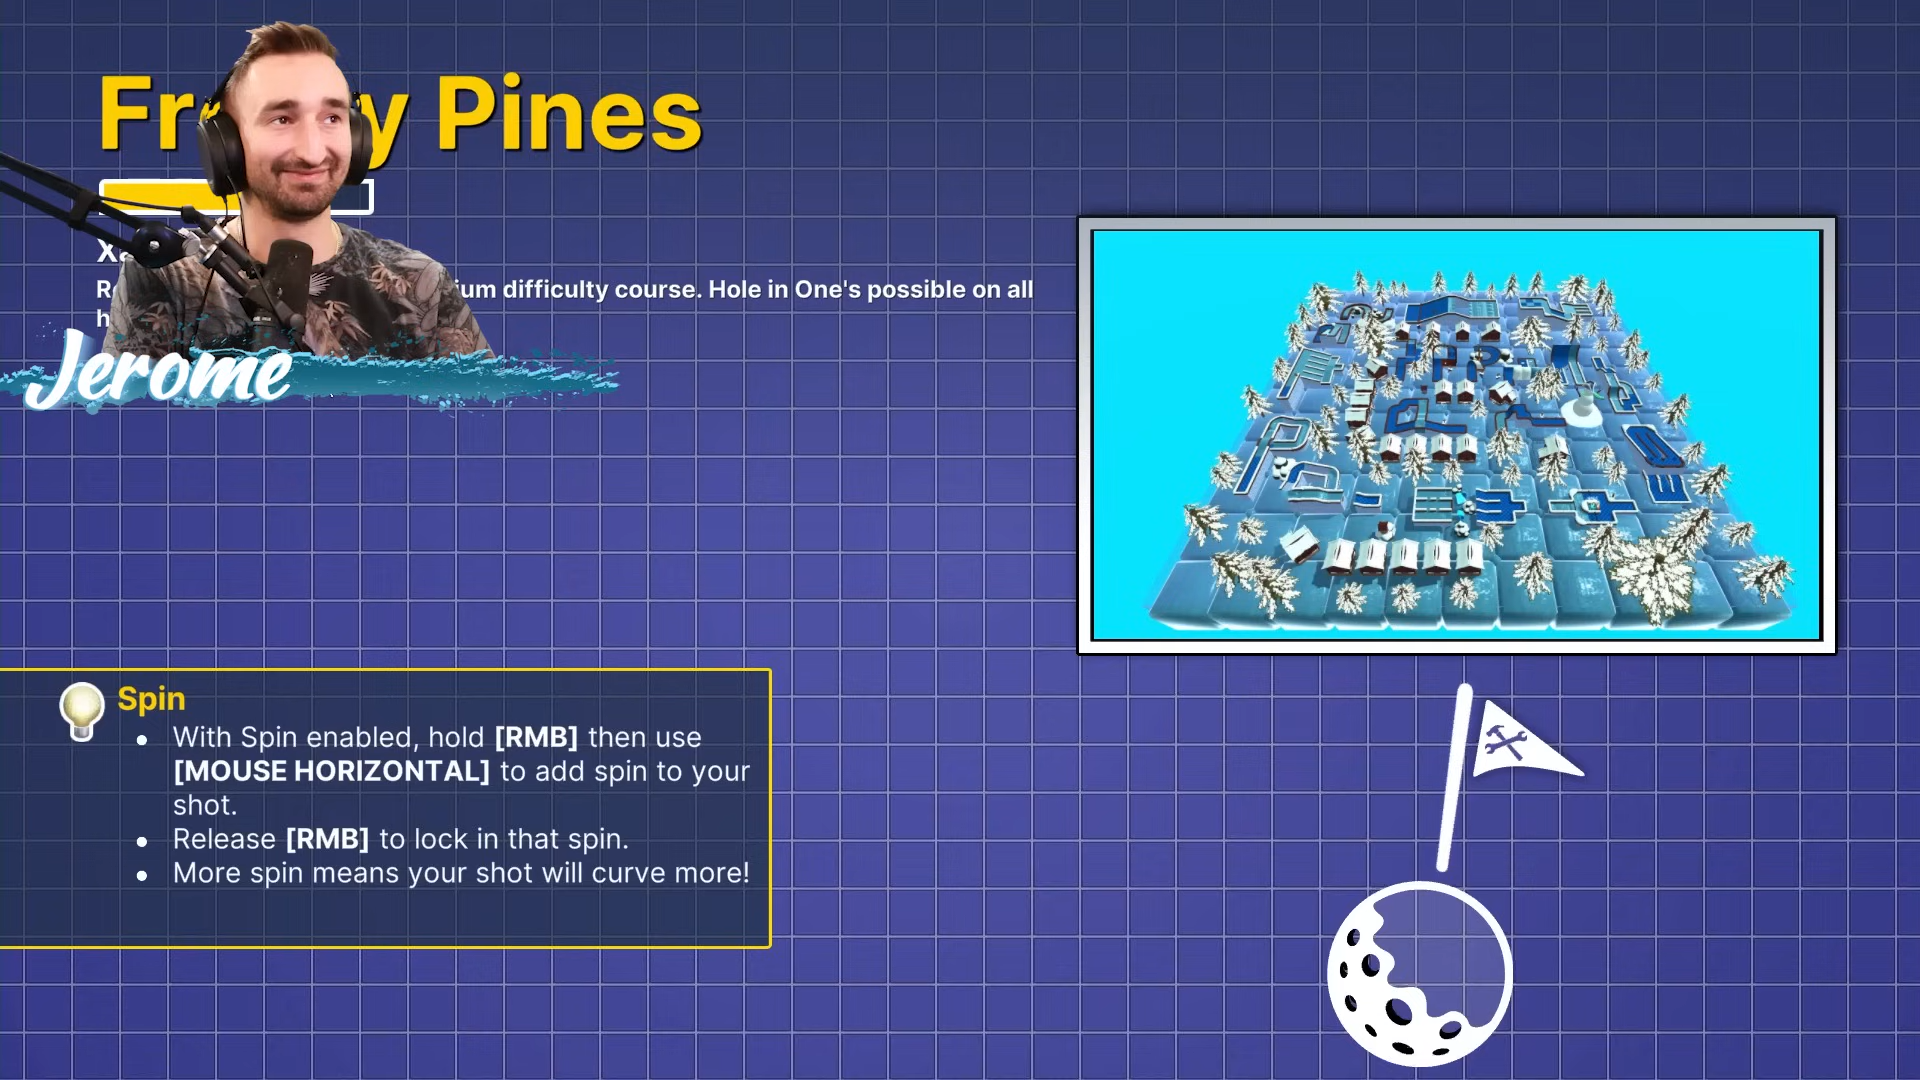 Pines
difficulty course. Hole in One's possible on all
Jerome
Spin
With Spin enabled, hold [RMB] then use
[MOUSE HORIZONTAL] to add spin to your
shot.
Release [RMB] to lock in that spin.
More spin means your shot will curve more!